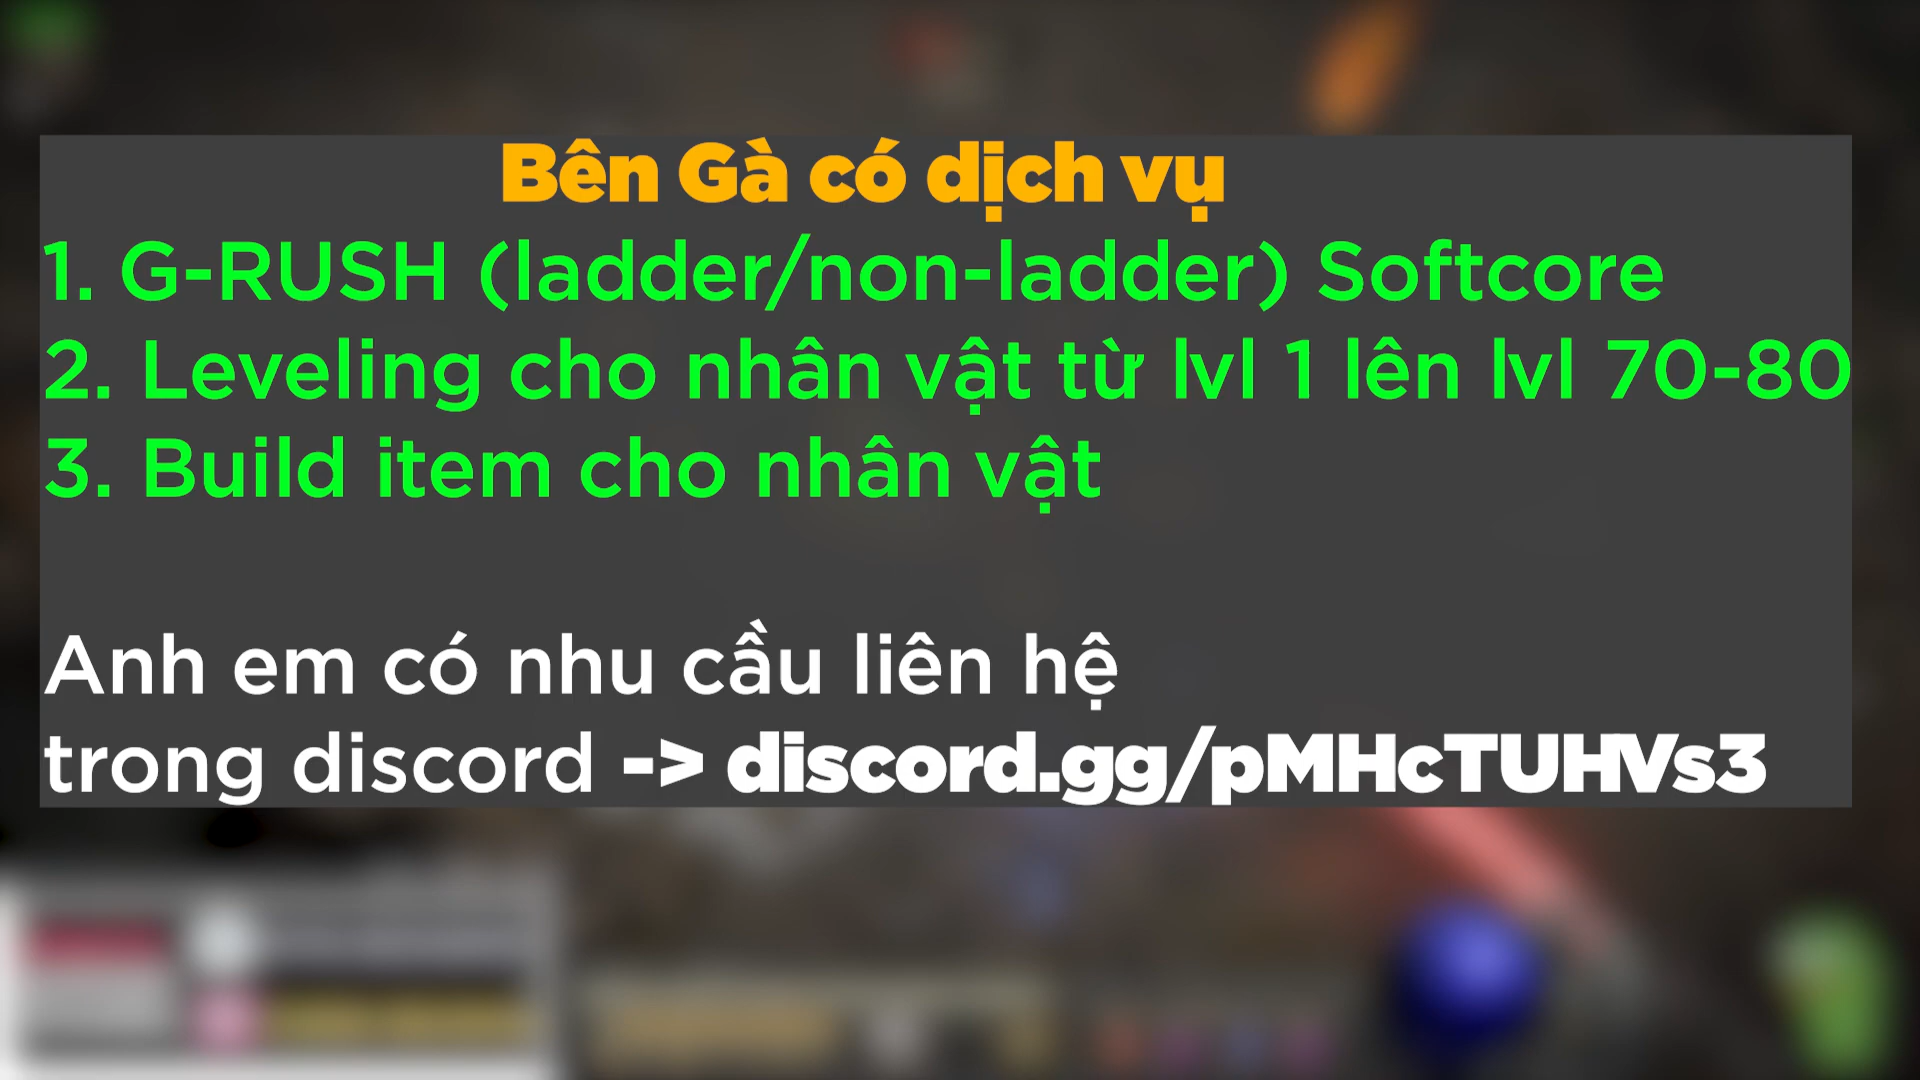 Bên Gà có dịch vụ
1. G-RUSH (ladder/non-ladder) Softcore
2. Leveling cho nhân vật từ lvl 1 lên lvl 70-80
3. Build item cho nhân vật
Anh em có nhu cầu liên hệ
trong discord -> discord.gg/pMHcTUHVs3